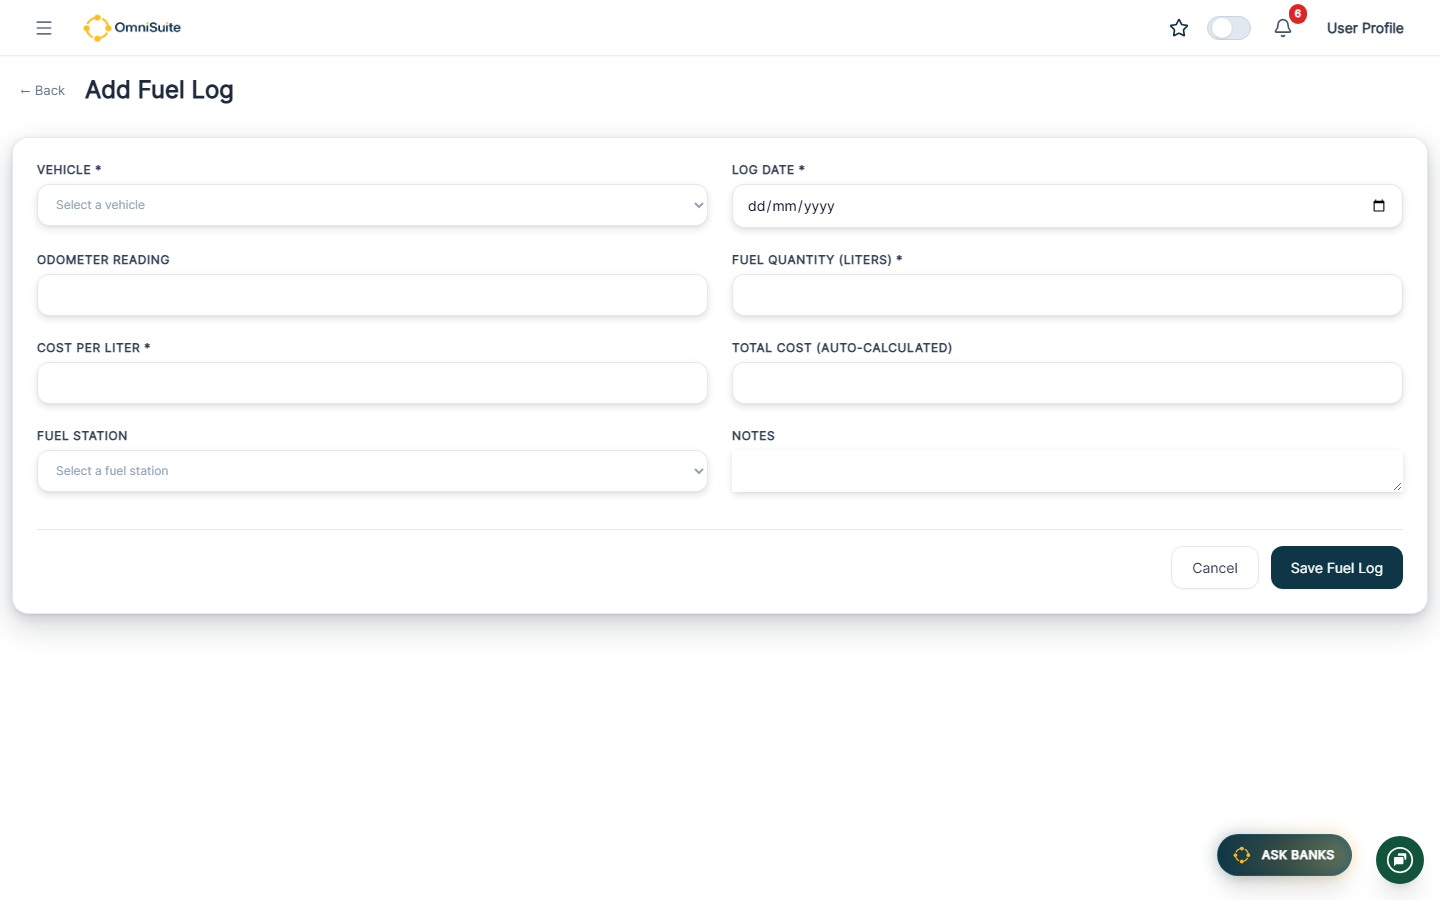 OmniSuite
6
User Profile
← Back
Add Fuel Log
VEHICLE *
Select a vehicle
LOG DATE *
dd/mm/yyyy
ODOMETER READING
FUEL QUANTITY (LITERS) *
COST PER LITER *
TOTAL COST (AUTO-CALCULATED)
FUEL STATION
Select a fuel station
NOTES
Cancel
Save Fuel Log
ASK BANKS